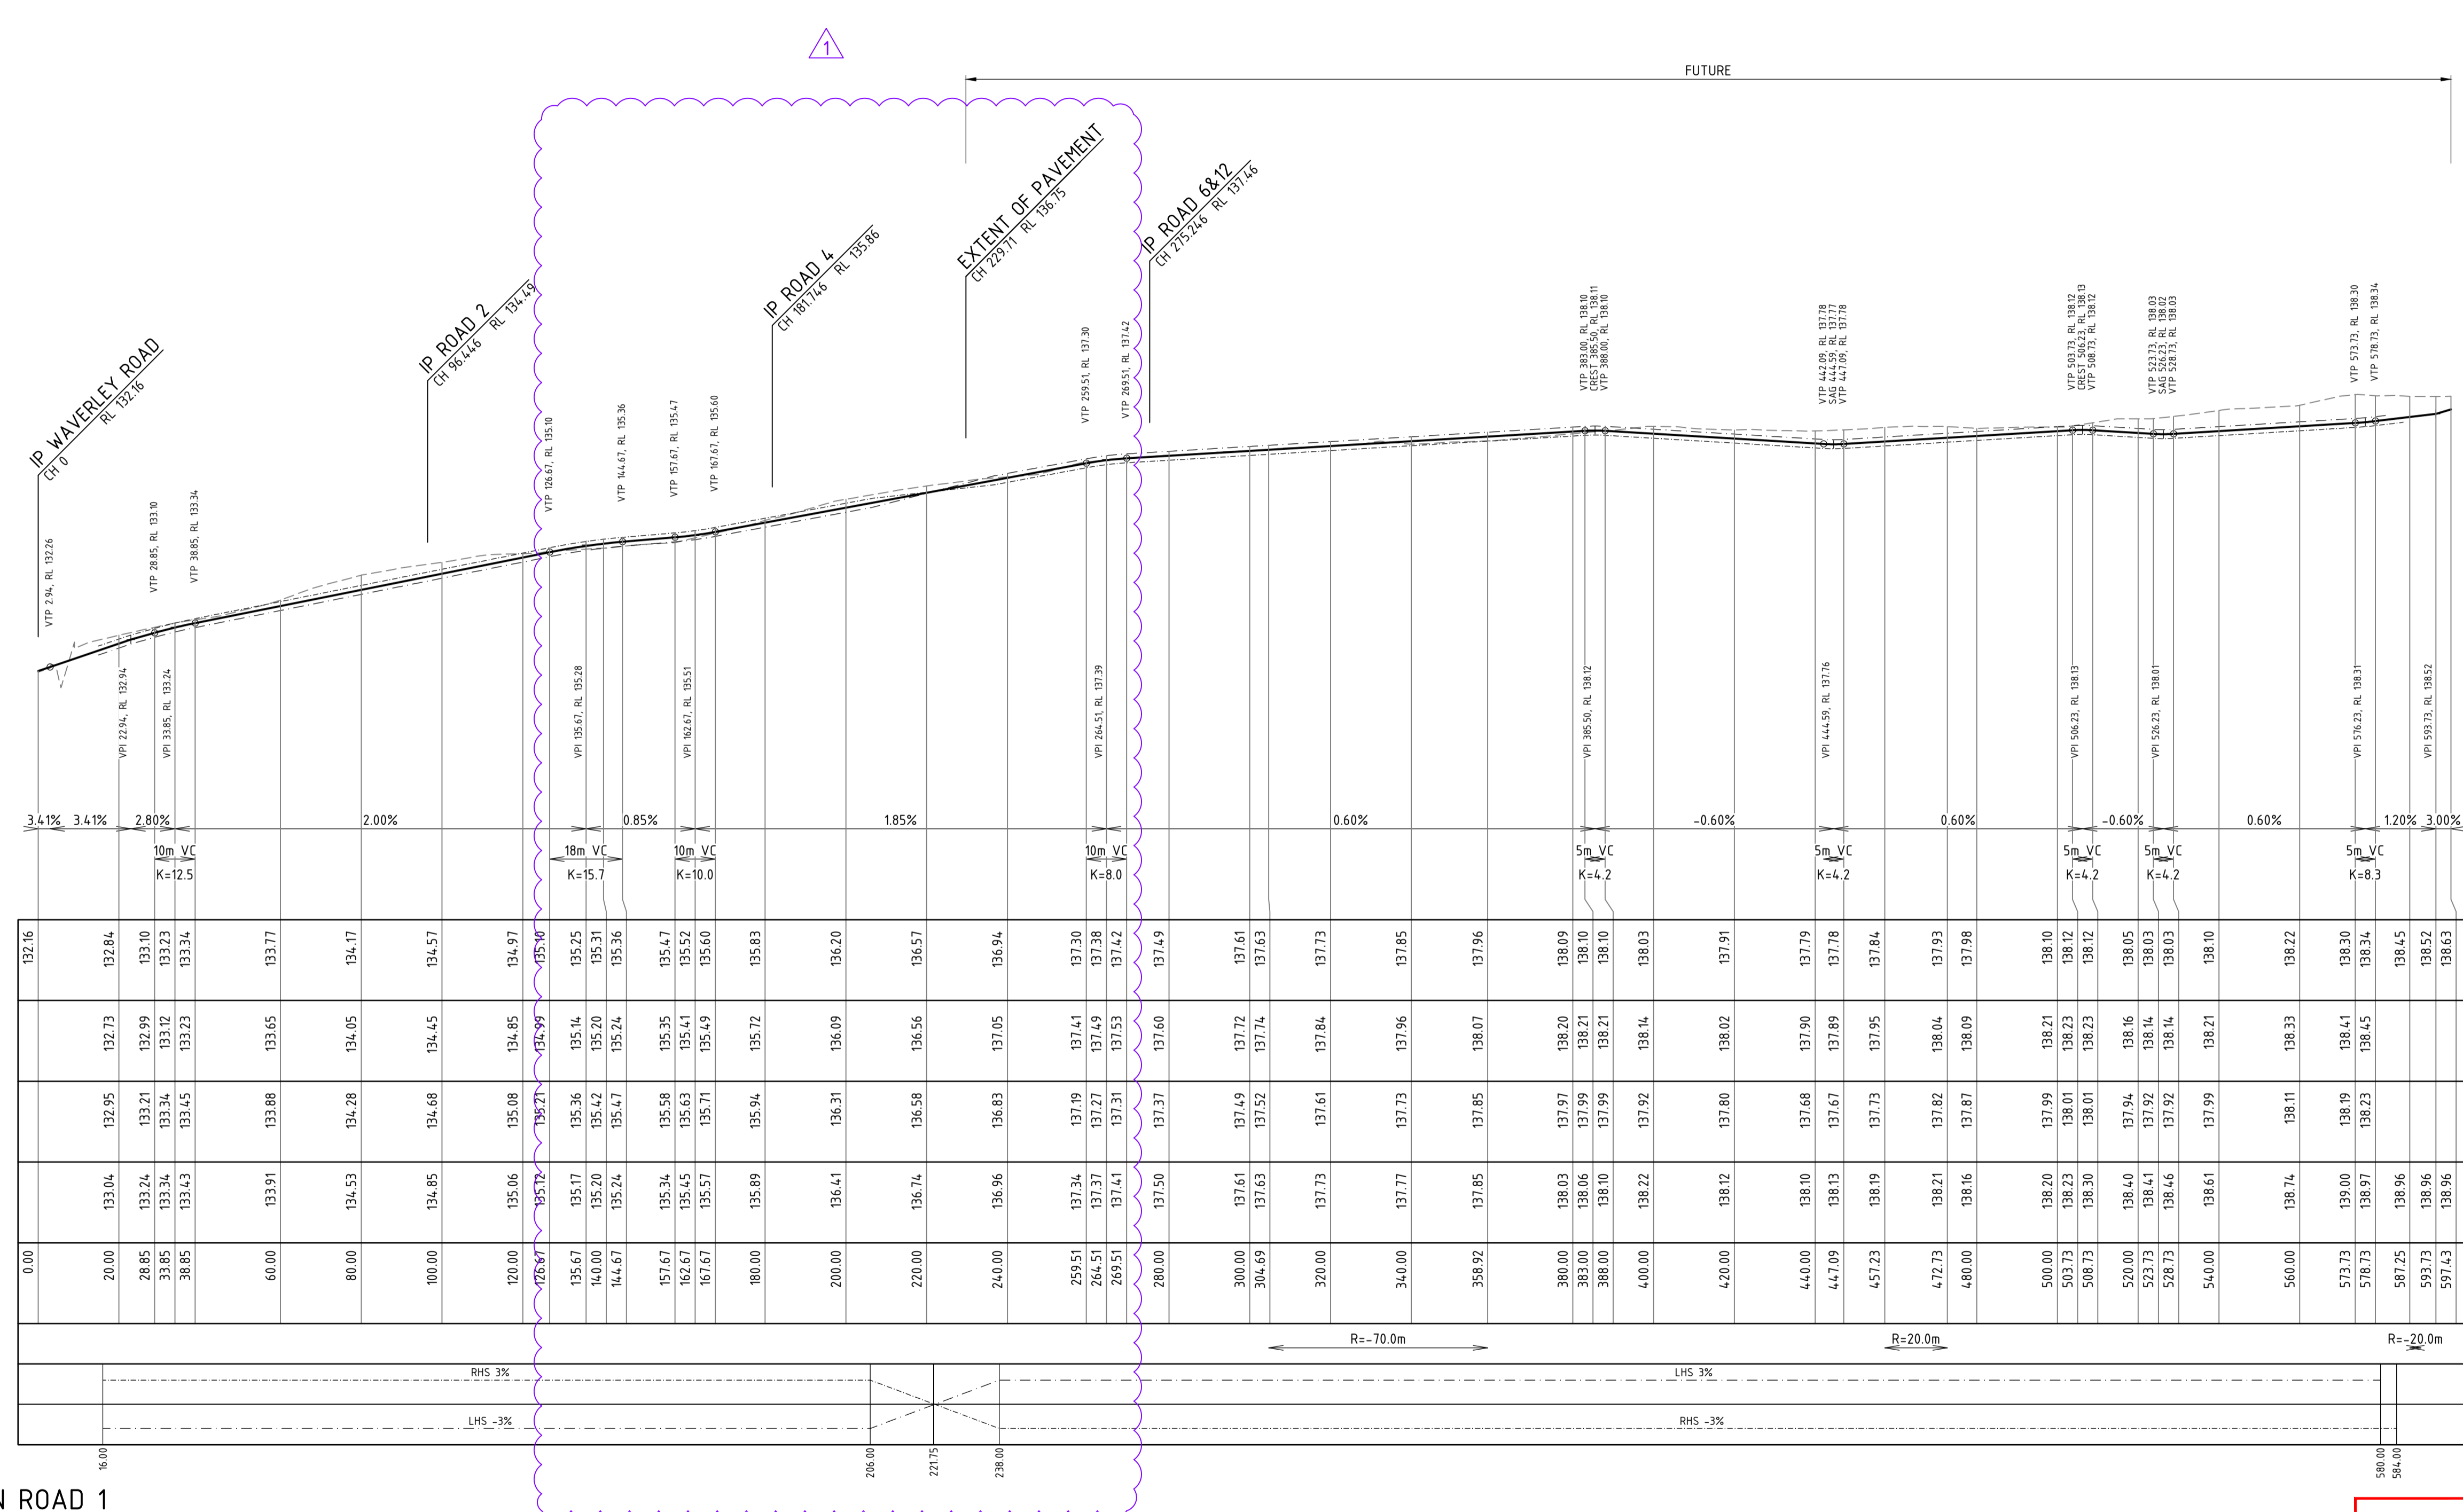 1
FUTURE
IP WAVERLEY ROAD
CH 0 RL 132.16
IP ROAD 2
CH 96.446 RL 134.49
IP ROAD 4
CH 181.746 RL 135.86
EXTENT OF PAVEMENT
CH 229.71 RL 136.75
IP ROAD 6&12
CH 275.246 RL 137.46
VTP 2.94, RL 132.26
VTP 28.85, RL 133.10
VTP 38.85, RL 133.34
VTP 126.67, RL 135.10
VTP 144.67, RL 135.36
VTP 157.67, RL 135.47
VTP 167.67, RL 135.60
VTP 259.51, RL 137.30
VTP 269.51, RL 137.42
VTP 383.00, RL 138.10
CREST 385.50, RL 138.11
VTP 388.00, RL 138.10
VTP 442.09, RL 137.78
SAG 444.59, RL 137.77
VTP 447.09, RL 137.78
VTP 503.73, RL 138.12
CREST 506.23, RL 138.13
VTP 508.73, RL 138.12
VTP 523.73, RL 138.03
SAG 526.23, RL 138.02
VTP 528.73, RL 138.03
VTP 573.73, RL 138.30
VTP 578.73, RL 138.34
VPI 22.94, RL 132.94
VPI 33.85, RL 133.24
VPI 135.67, RL 135.28
VPI 162.67, RL 135.51
VPI 264.51, RL 137.39
VPI 385.50, RL 138.12
VPI 444.59, RL 137.76
VPI 506.23, RL 138.13
VPI 526.23, RL 138.01
VPI 576.23, RL 138.31
VPI 593.73, RL 138.52
3.41% 3.41% 2.80% 2.00% 0.85% 1.85% 0.60% -0.60% 0.60% -0.60% 0.60% 1.20% 3.00%
10m VC 18m VC 10m VC 10m VC 5m VC 5m VC 5m VC 5m VC 5m VC
K=12.5 K=15.7 K=10.0 K=8.0 K=4.2 K=4.2 K=4.2 K=4.2 K=8.3
132.16 132.84 133.10 133.23 133.34 133.77 134.17 134.57 134.97 135.10 135.25 135.31 135.36 135.47 135.52 135.60 135.83 136.20 136.57 136.94 137.30 137.38 137.42 137.49 137.61 137.63 137.73 137.85 137.96 138.09 138.10 138.10 138.03 137.91 137.79 137.78 137.84 137.93 137.98 138.10 138.12 138.12 138.05 138.03 138.03 138.10 138.22 138.30 138.34 138.45 138.52 138.63
132.73 132.99 133.12 133.23 133.65 134.05 134.45 134.85 134.99 135.14 135.20 135.24 135.35 135.41 135.49 135.72 136.09 136.56 137.05 137.41 137.49 137.53 137.60 137.72 137.74 137.84 137.96 138.07 138.20 138.21 138.21 138.14 138.02 137.90 137.89 137.95 138.04 138.09 138.21 138.23 138.23 138.16 138.14 138.14 138.21 138.33 138.41 138.45
132.95 133.21 133.34 133.45 133.88 134.28 134.68 135.08 135.21 135.36 135.42 135.47 135.58 135.63 135.71 135.94 136.31 136.58 136.83 137.19 137.27 137.31 137.37 137.49 137.52 137.61 137.73 137.85 137.97 137.99 137.99 137.92 137.80 137.68 137.67 137.73 137.82 137.87 137.99 138.01 138.01 137.94 137.92 137.92 137.99 138.11 138.19 138.23
133.04 133.24 133.34 133.43 133.91 134.53 134.85 135.06 135.12 135.17 135.20 135.24 135.34 135.45 135.57 135.89 136.41 136.74 136.96 137.34 137.37 137.41 137.50 137.61 137.63 137.73 137.77 137.85 138.03 138.06 138.10 138.22 138.12 138.10 138.13 138.19 138.21 138.16 138.20 138.23 138.30 138.40 138.41 138.46 138.61 138.74 139.00 138.97 138.96 138.96 138.96
0.00 20.00 28.85 33.85 38.85 60.00 80.00 100.00 120.00 126.67 135.67 140.00 144.67 157.67 162.67 167.67 180.00 200.00 220.00 240.00 259.51 264.51 269.51 280.00 300.00 304.69 320.00 340.00 358.92 380.00 383.00 388.00 400.00 420.00 440.00 447.09 457.23 472.73 480.00 500.00 503.73 508.73 520.00 523.73 528.73 540.00 560.00 573.73 578.73 587.25 593.73 597.43
R=-70.0m R=20.0m R=-20.0m
RHS 3% LHS 3%
LHS -3% RHS -3%
16.00 206.00 221.75 238.00 580.00 584.00
ROAD 1